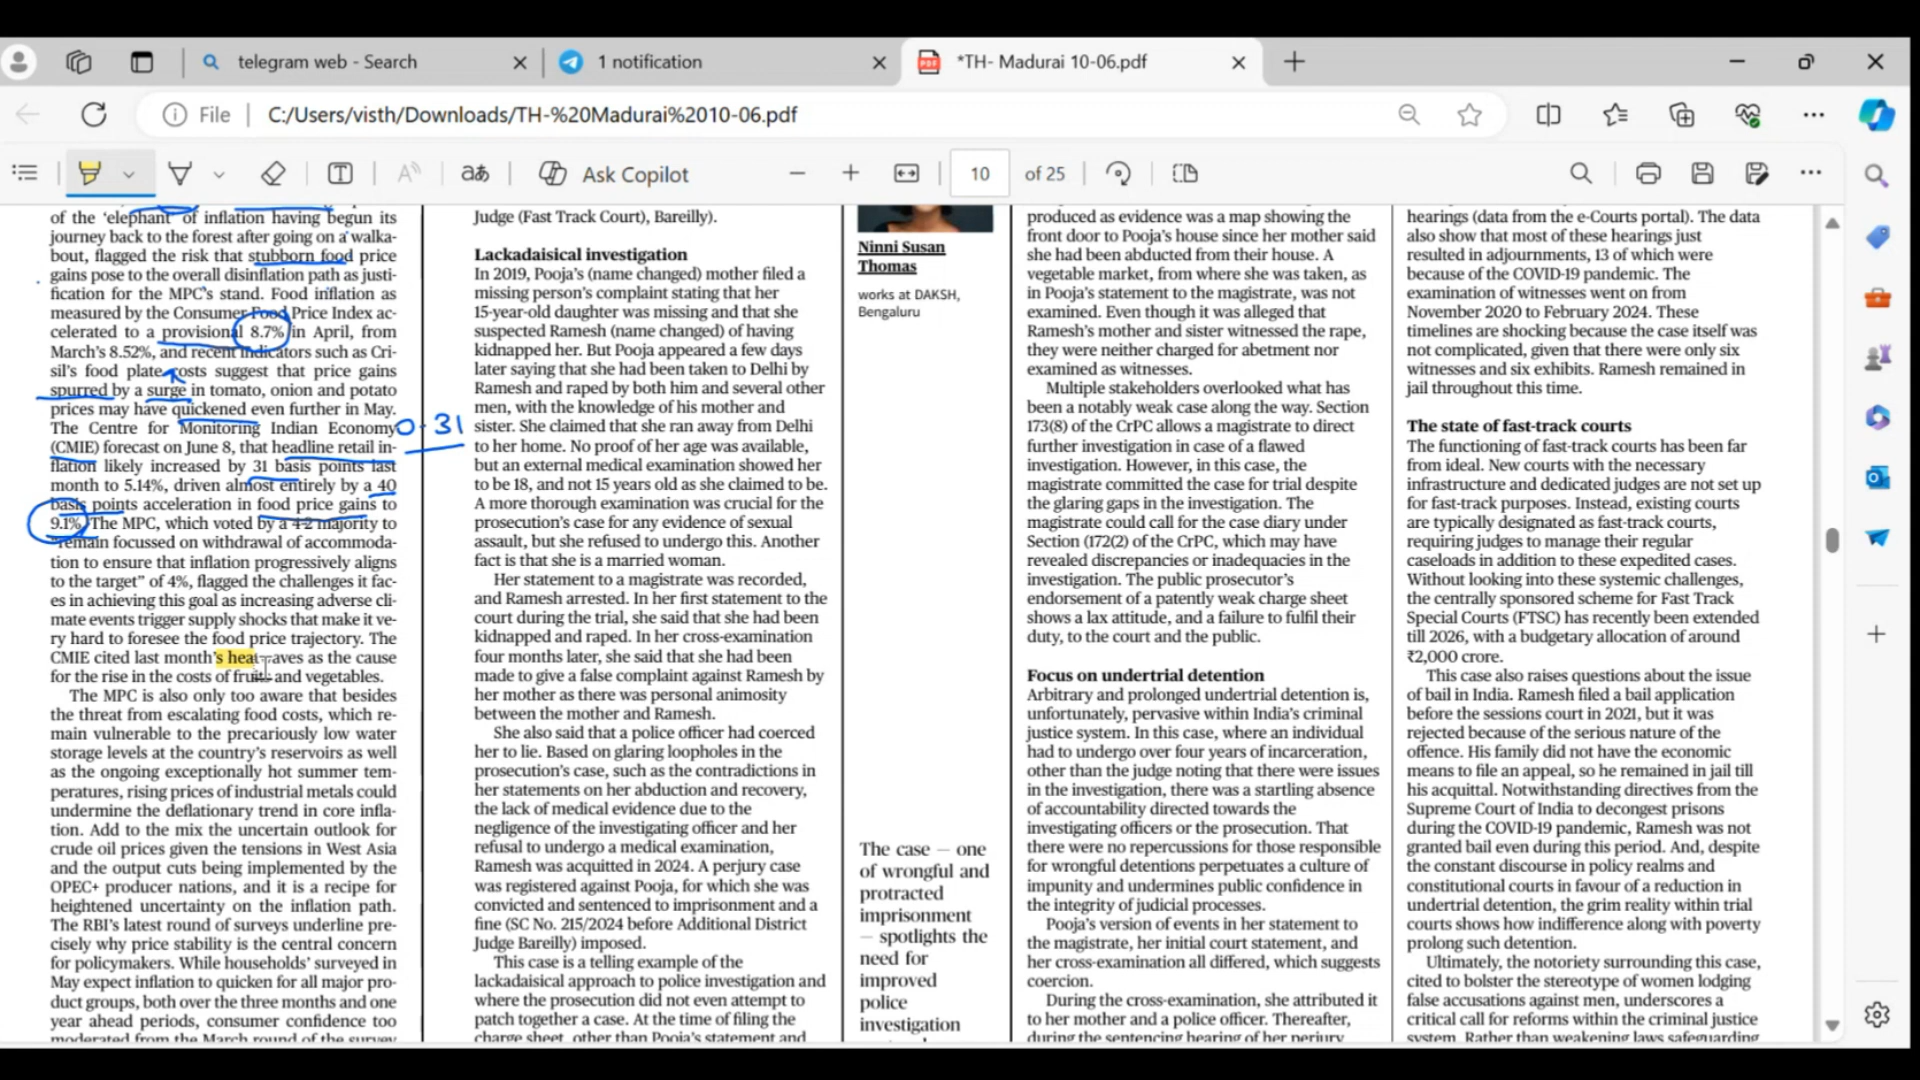 telegram web - Search
1 notification
*TH- Madurai 10-06.pdf
File
C:/Users/visth/Downloads/TH-%20Madurai%2010-06.pdf
aあ
Ask Copilot
10
of 25
of the ‘elephant’ of inflation having begun its
journey back to the forest after going on a walka-
bout, flagged the risk that stubborn food price
gains pose to the overall disinflation path as justi-
fication for the MPC’s stand. Food inflation as
measured by the Consumer Food Price Index ac-
celerated to a provisional 8.7% in April, from
March’s 8.52%, and recent indicators such as Cri-
sil’s food plate costs suggest that price gains
spurred by a surge in tomato, onion and potato
prices may have quickened even further in May.
The Centre for Monitoring Indian Economy
(CMIE) forecast on June 8, that headline retail in-
flation likely increased by 31 basis points last
month to 5.14%, driven almost entirely by a 40
basis points acceleration in food price gains to
9.1%. The MPC, which voted by a 4-2 majority to
“remain focussed on withdrawal of accommoda-
tion to ensure that inflation progressively aligns
to the target” of 4%, flagged the challenges it fac-
es in achieving this goal as increasing adverse cli-
mate events trigger supply shocks that make it ve-
ry hard to foresee the food price trajectory. The
CMIE cited last month’s heatwaves as the cause
for the rise in the costs of fruits and vegetables.
The MPC is also only too aware that besides
the threat from escalating food costs, which re-
main vulnerable to the precariously low water
storage levels at the country’s reservoirs as well
as the ongoing exceptionally hot summer tem-
peratures, rising prices of industrial metals could
undermine the deflationary trend in core infla-
tion. Add to the mix the uncertain outlook for
crude oil prices given the tensions in West Asia
and the output cuts being implemented by the
OPEC+ producer nations, and it is a recipe for
heightened uncertainty on the inflation path.
The RBI’s latest round of surveys underline pre-
cisely why price stability is the central concern
for policymakers. While households’ surveyed in
May expect inflation to quicken for all major pro-
duct groups, both over the three months and one
year ahead periods, consumer confidence too
moderated from the March round of the survey
0.31
Judge (Fast Track Court), Bareilly).
Lackadaisical investigation
In 2019, Pooja’s (name changed) mother filed a
missing person’s complaint stating that her
15-year-old daughter was missing and that she
suspected Ramesh (name changed) of having
kidnapped her. But Pooja appeared a few days
later saying that she had been taken to Delhi by
Ramesh and raped by both him and several other
men, with the knowledge of his mother and
sister. She claimed that she ran away from Delhi
to her home. No proof of her age was available,
but an external medical examination showed her
to be 18, and not 15 years old as she claimed to be.
A more thorough examination was crucial for the
prosecution’s case for any evidence of sexual
assault, but she refused to undergo this. Another
fact is that she is a married woman.
Her statement to a magistrate was recorded,
and Ramesh arrested. In her first statement to the
court during the trial, she said that she had been
kidnapped and raped. In her cross-examination
four months later, she said that she had been
made to give a false complaint against Ramesh by
her mother as there was personal animosity
between the mother and Ramesh.
She also said that a police officer had coerced
her to lie. Based on glaring loopholes in the
prosecution’s case, such as the contradictions in
her statements on her abduction and recovery,
the lack of medical evidence due to the
negligence of the investigating officer and her
refusal to undergo a medical examination,
Ramesh was acquitted in 2024. A perjury case
was registered against Pooja, for which she was
convicted and sentenced to imprisonment and a
fine (SC No. 215/2024 before Additional District
Judge Bareilly) imposed.
This case is a telling example of the
lackadaisical approach to police investigation and
where the prosecution did not even attempt to
patch together a case. At the time of filing the
charge sheet, other than Pooja’s statement and
Ninni Susan
Thomas
works at DAKSH,
Bengaluru
The case — one
of wrongful and
protracted
imprisonment
— spotlights the
need for
improved
police
investigation
produced as evidence was a map showing the
front door to Pooja’s house since her mother said
she had been abducted from their house. A
vegetable market, from where she was taken, as
in Pooja’s statement to the magistrate, was not
examined. Even though it was alleged that
Ramesh’s mother and sister witnessed the rape,
they were neither charged for abetment nor
examined as witnesses.
Multiple stakeholders overlooked what has
been a notably weak case along the way. Section
173(8) of the CrPC allows a magistrate to direct
further investigation in case of a flawed
investigation. However, in this case, the
magistrate committed the case for trial despite
the glaring gaps in the investigation. The
magistrate could call for the case diary under
Section (172(2) of the CrPC, which may have
revealed discrepancies or inadequacies in the
investigation. The public prosecutor’s
endorsement of a patently weak charge sheet
shows a lax attitude, and a failure to fulfil their
duty, to the court and the public.
Focus on undertrial detention
Arbitrary and prolonged undertrial detention is,
unfortunately, pervasive within India’s criminal
justice system. In this case, where an individual
had to undergo over four years of incarceration,
other than the judge noting that there were issues
in the investigation, there was a startling absence
of accountability directed towards the
investigating officers or the prosecution. That
there were no repercussions for those responsible
for wrongful detentions perpetuates a culture of
impunity and undermines public confidence in
the integrity of judicial processes.
Pooja’s version of events in her statement to
the magistrate, her initial court statement, and
her cross-examination all differed, which suggests
coercion.
During the cross-examination, she attributed it
to her mother and a police officer. Thereafter,
during the sentencing hearing of her perjury
hearings (data from the e-Courts portal). The data
also show that most of these hearings just
resulted in adjournments, 13 of which were
because of the COVID-19 pandemic. The
examination of witnesses went on from
November 2020 to February 2024. These
timelines are shocking because the case itself was
not complicated, given that there were only six
witnesses and six exhibits. Ramesh remained in
jail throughout this time.
The state of fast-track courts
The functioning of fast-track courts has been far
from ideal. New courts with the necessary
infrastructure and dedicated judges are not set up
for fast-track purposes. Instead, existing courts
are typically designated as fast-track courts,
requiring judges to manage their regular
caseloads in addition to these expedited cases.
Without looking into these systemic challenges,
the centrally sponsored scheme for Fast Track
Special Courts (FTSC) has recently been extended
till 2026, with a budgetary allocation of around
₹2,000 crore.
This case also raises questions about the issue
of bail in India. Ramesh filed a bail application
before the sessions court in 2021, but it was
rejected because of the serious nature of the
offence. His family did not have the economic
means to file an appeal, so he remained in jail till
his acquittal. Notwithstanding directives from the
Supreme Court of India to decongest prisons
during the COVID-19 pandemic, Ramesh was not
granted bail even during this period. And, despite
the constant discourse in policy realms and
constitutional courts in favour of a reduction in
undertrial detention, the grim reality within trial
courts shows how indifference along with poverty
prolong such detention.
Ultimately, the notoriety surrounding this case,
cited to bolster the stereotype of women lodging
false accusations against men, underscores a
critical call for reforms within the criminal justice
system. Rather than weakening laws safeguarding